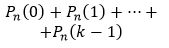 Pₙ(0) + Pₙ(1) + ⋯ +
+Pₙ(k − 1)